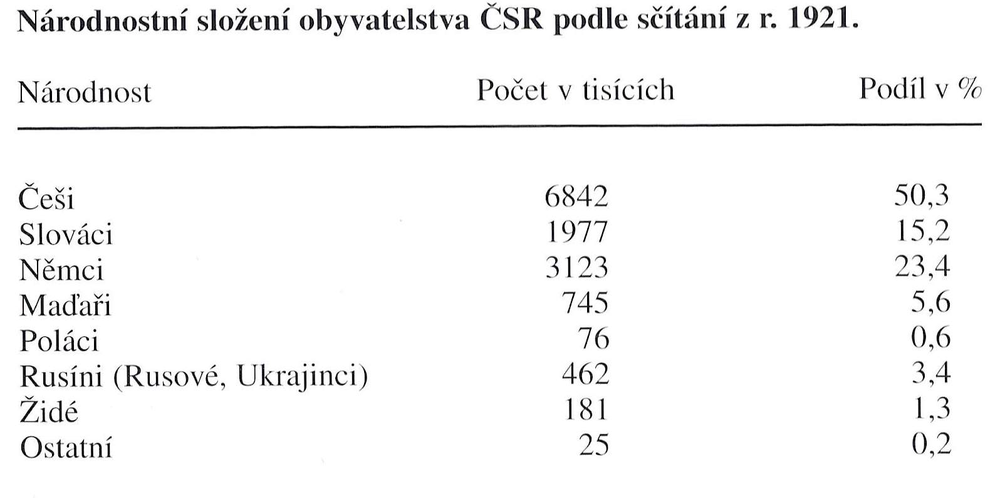 Národnostní složení obyvatelstva ČSR podle sčítání z r. 1921.
Národnost Počet v tisících Podíl v %
Češi 6842 50,3
Slováci 1977 15,2
Němci 3123 23,4
Maďaři 745 5,6
Poláci 76 0,6
Rusíni (Rusové, Ukrajinci) 462 3,4
Židé 181 1,3
Ostatní 25 0,2